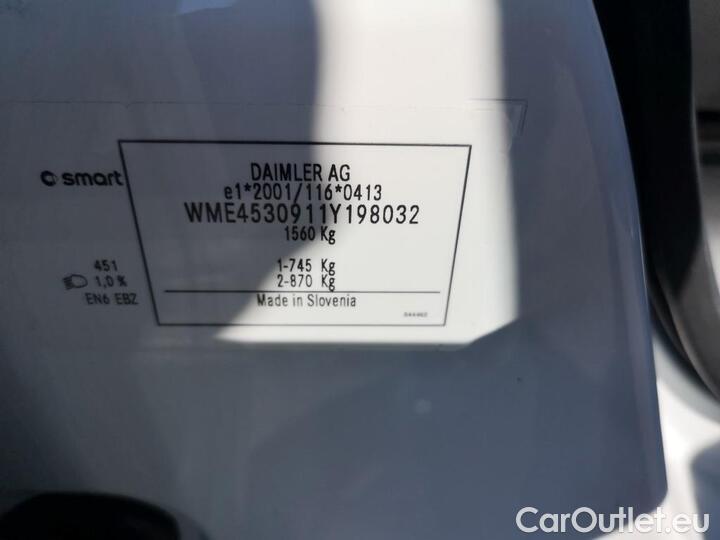 smart
DAIMLER AG
e1*2001/116*0413
WME4530911Y198032
1560 Kg
1-745 Kg
2-870 Kg
451
1,0 %
EN6 EBZ
Made in Slovenia
CarOutlet.eu